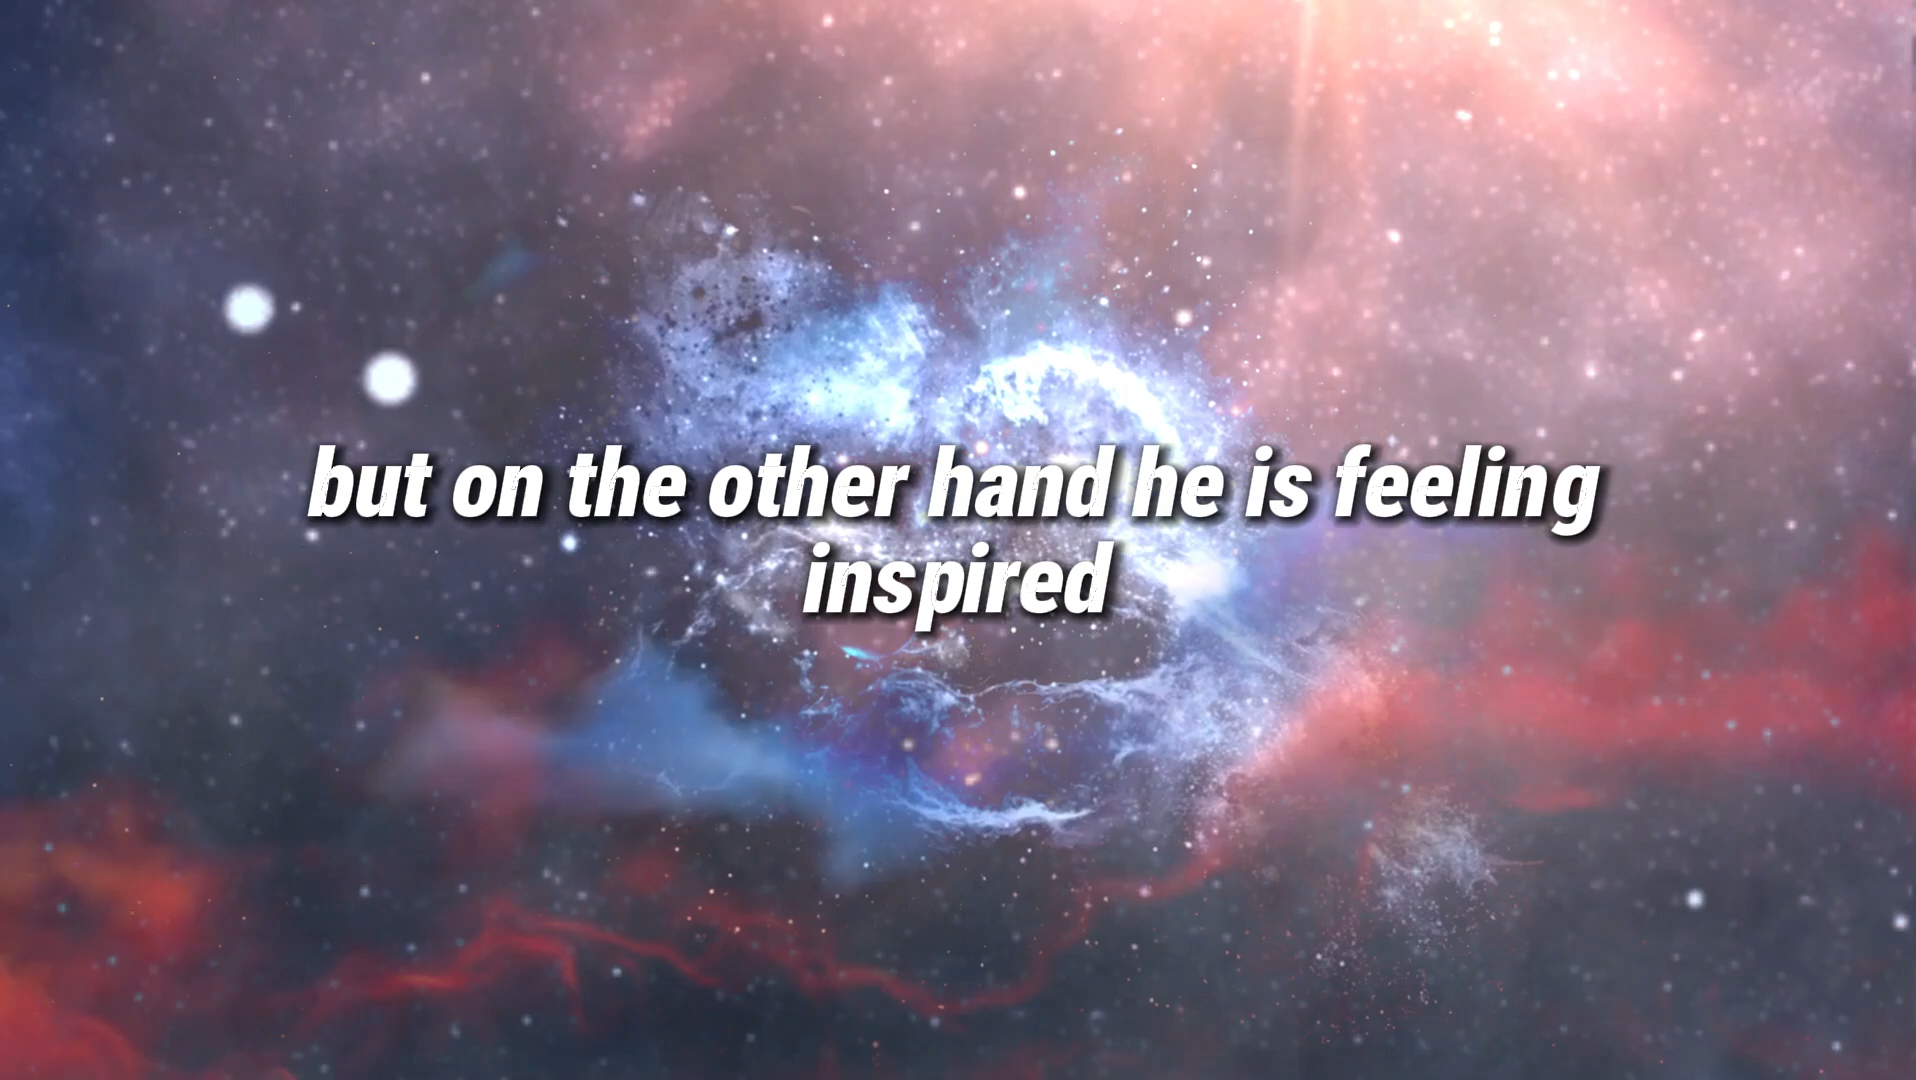 but on the other hand he is feeling
inspired